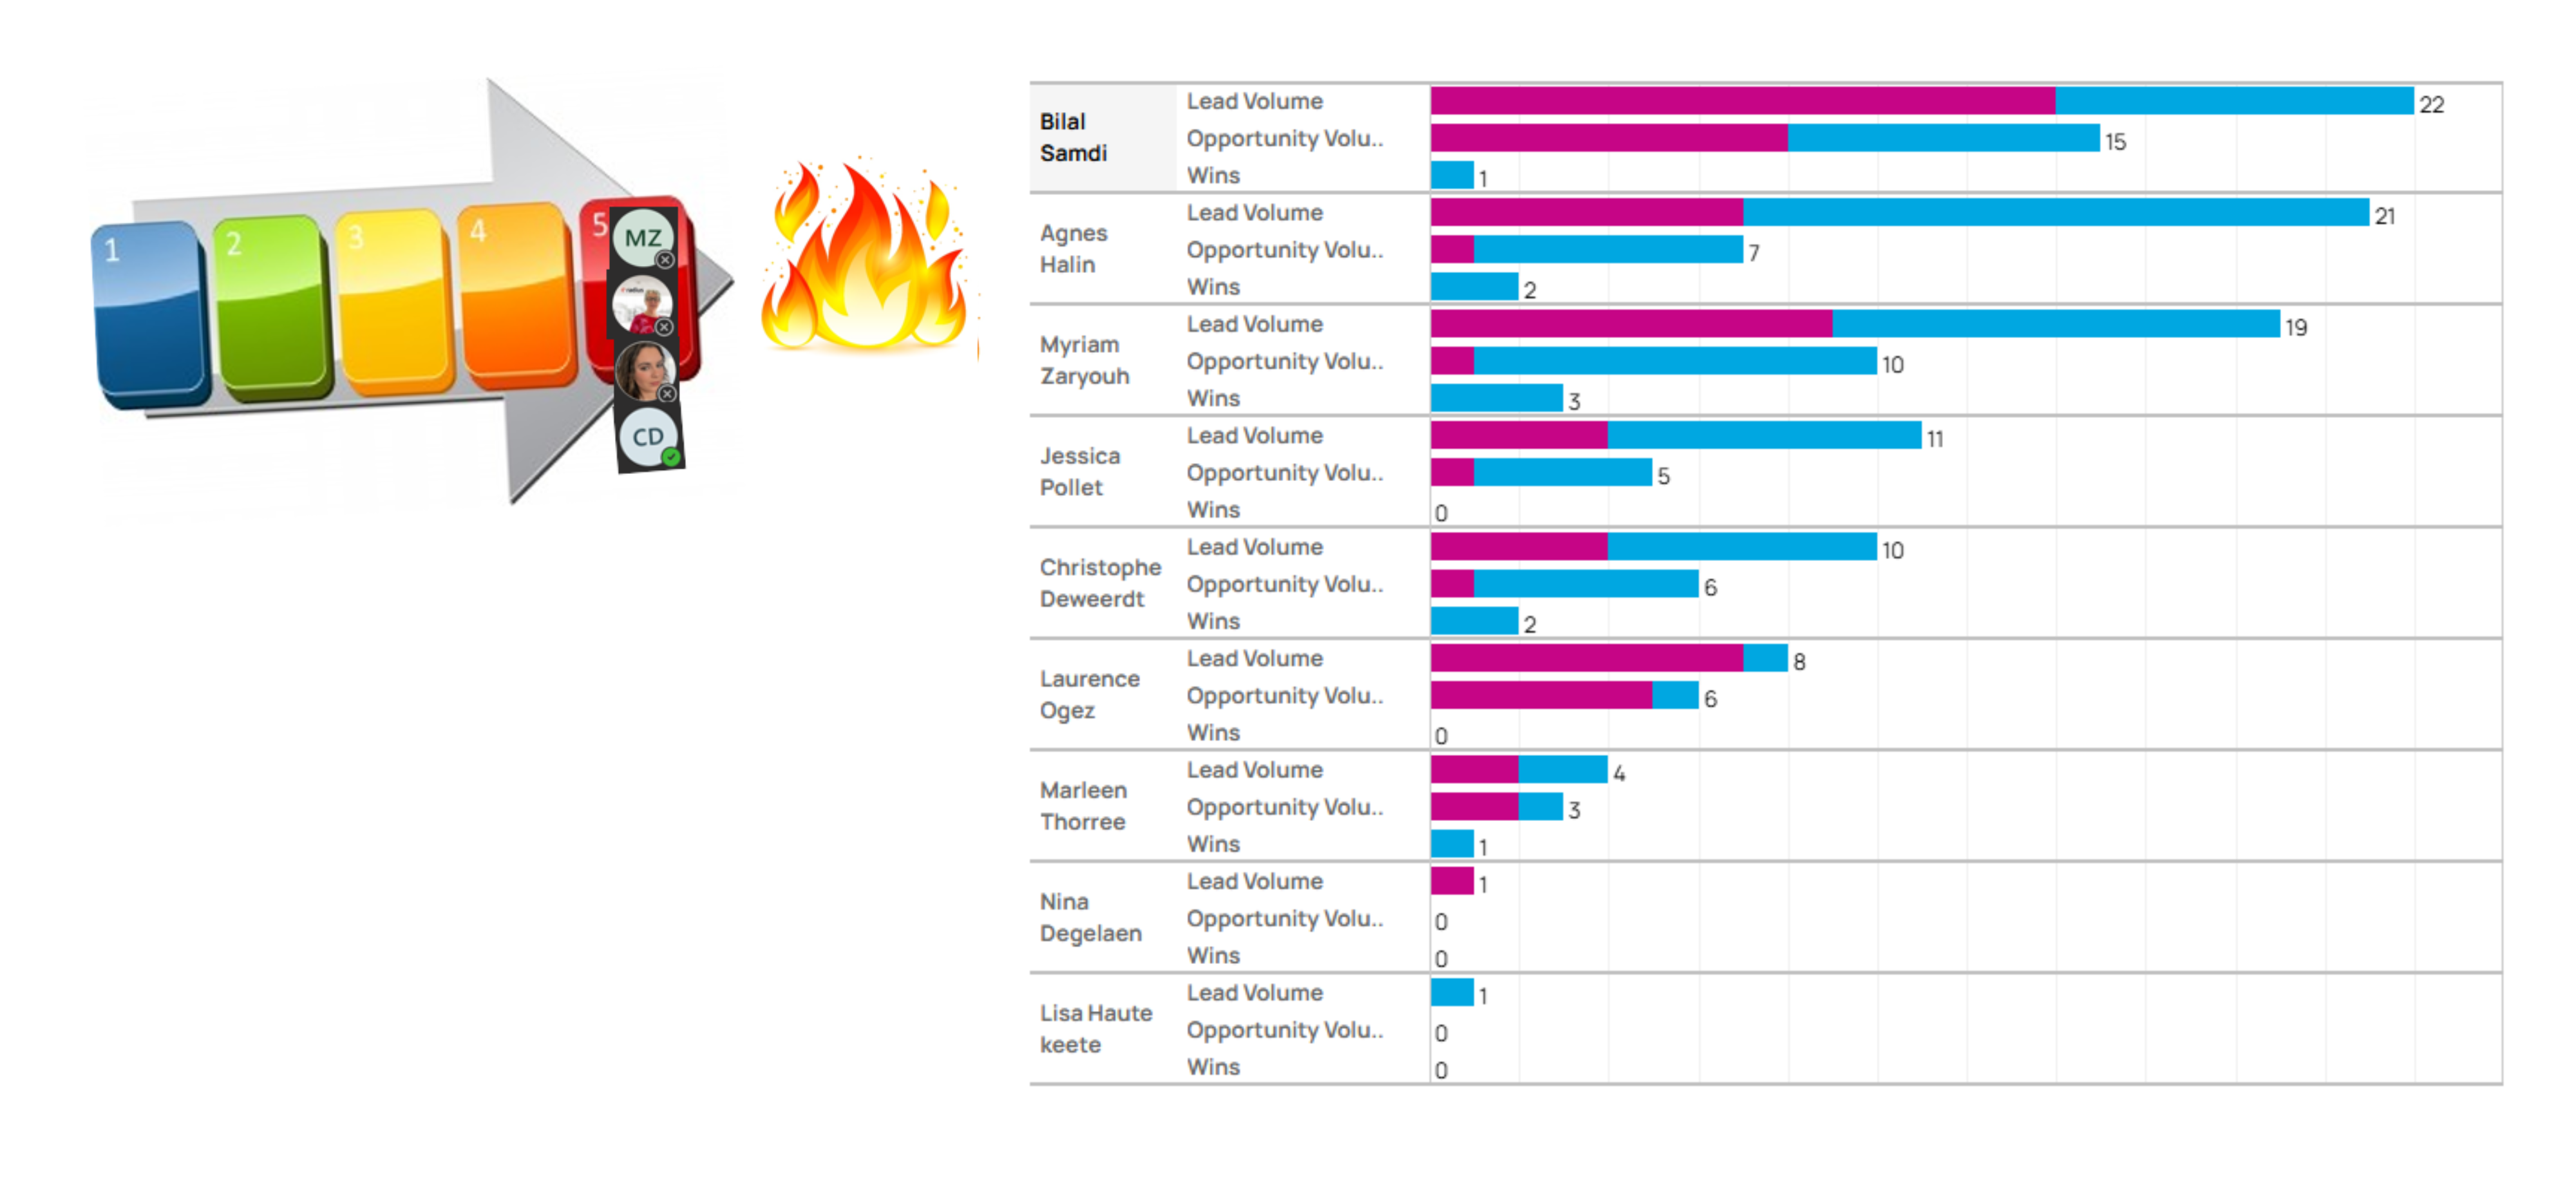 1
2
3
4
5
MZ
CD
Bilal
Samdi
Lead Volume
22
Opportunity Volu..
15
Wins
1
Agnes
Halin
Lead Volume
21
Opportunity Volu..
7
Wins
2
Myriam
Zaryouh
Lead Volume
19
Opportunity Volu..
10
Wins
3
Jessica
Pollet
Lead Volume
11
Opportunity Volu..
5
Wins
0
Christophe
Deweerdt
Lead Volume
10
Opportunity Volu..
6
Wins
2
Laurence
Ogez
Lead Volume
8
Opportunity Volu..
6
Wins
0
Marleen
Thorree
Lead Volume
4
Opportunity Volu..
3
Wins
1
Nina
Degelaen
Lead Volume
1
Opportunity Volu..
0
Wins
0
Lisa Haute
keete
Lead Volume
1
Opportunity Volu..
0
Wins
0